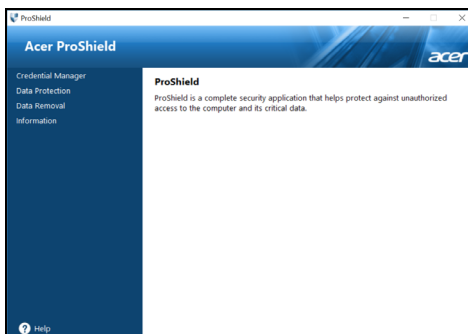 ProShield
Acer ProShield
acer
Credential Manager
Data Protection
Data Removal
Information
ProShield
ProShield is a complete security application that helps protect against unauthorized
access to the computer and its critical data.
? Help